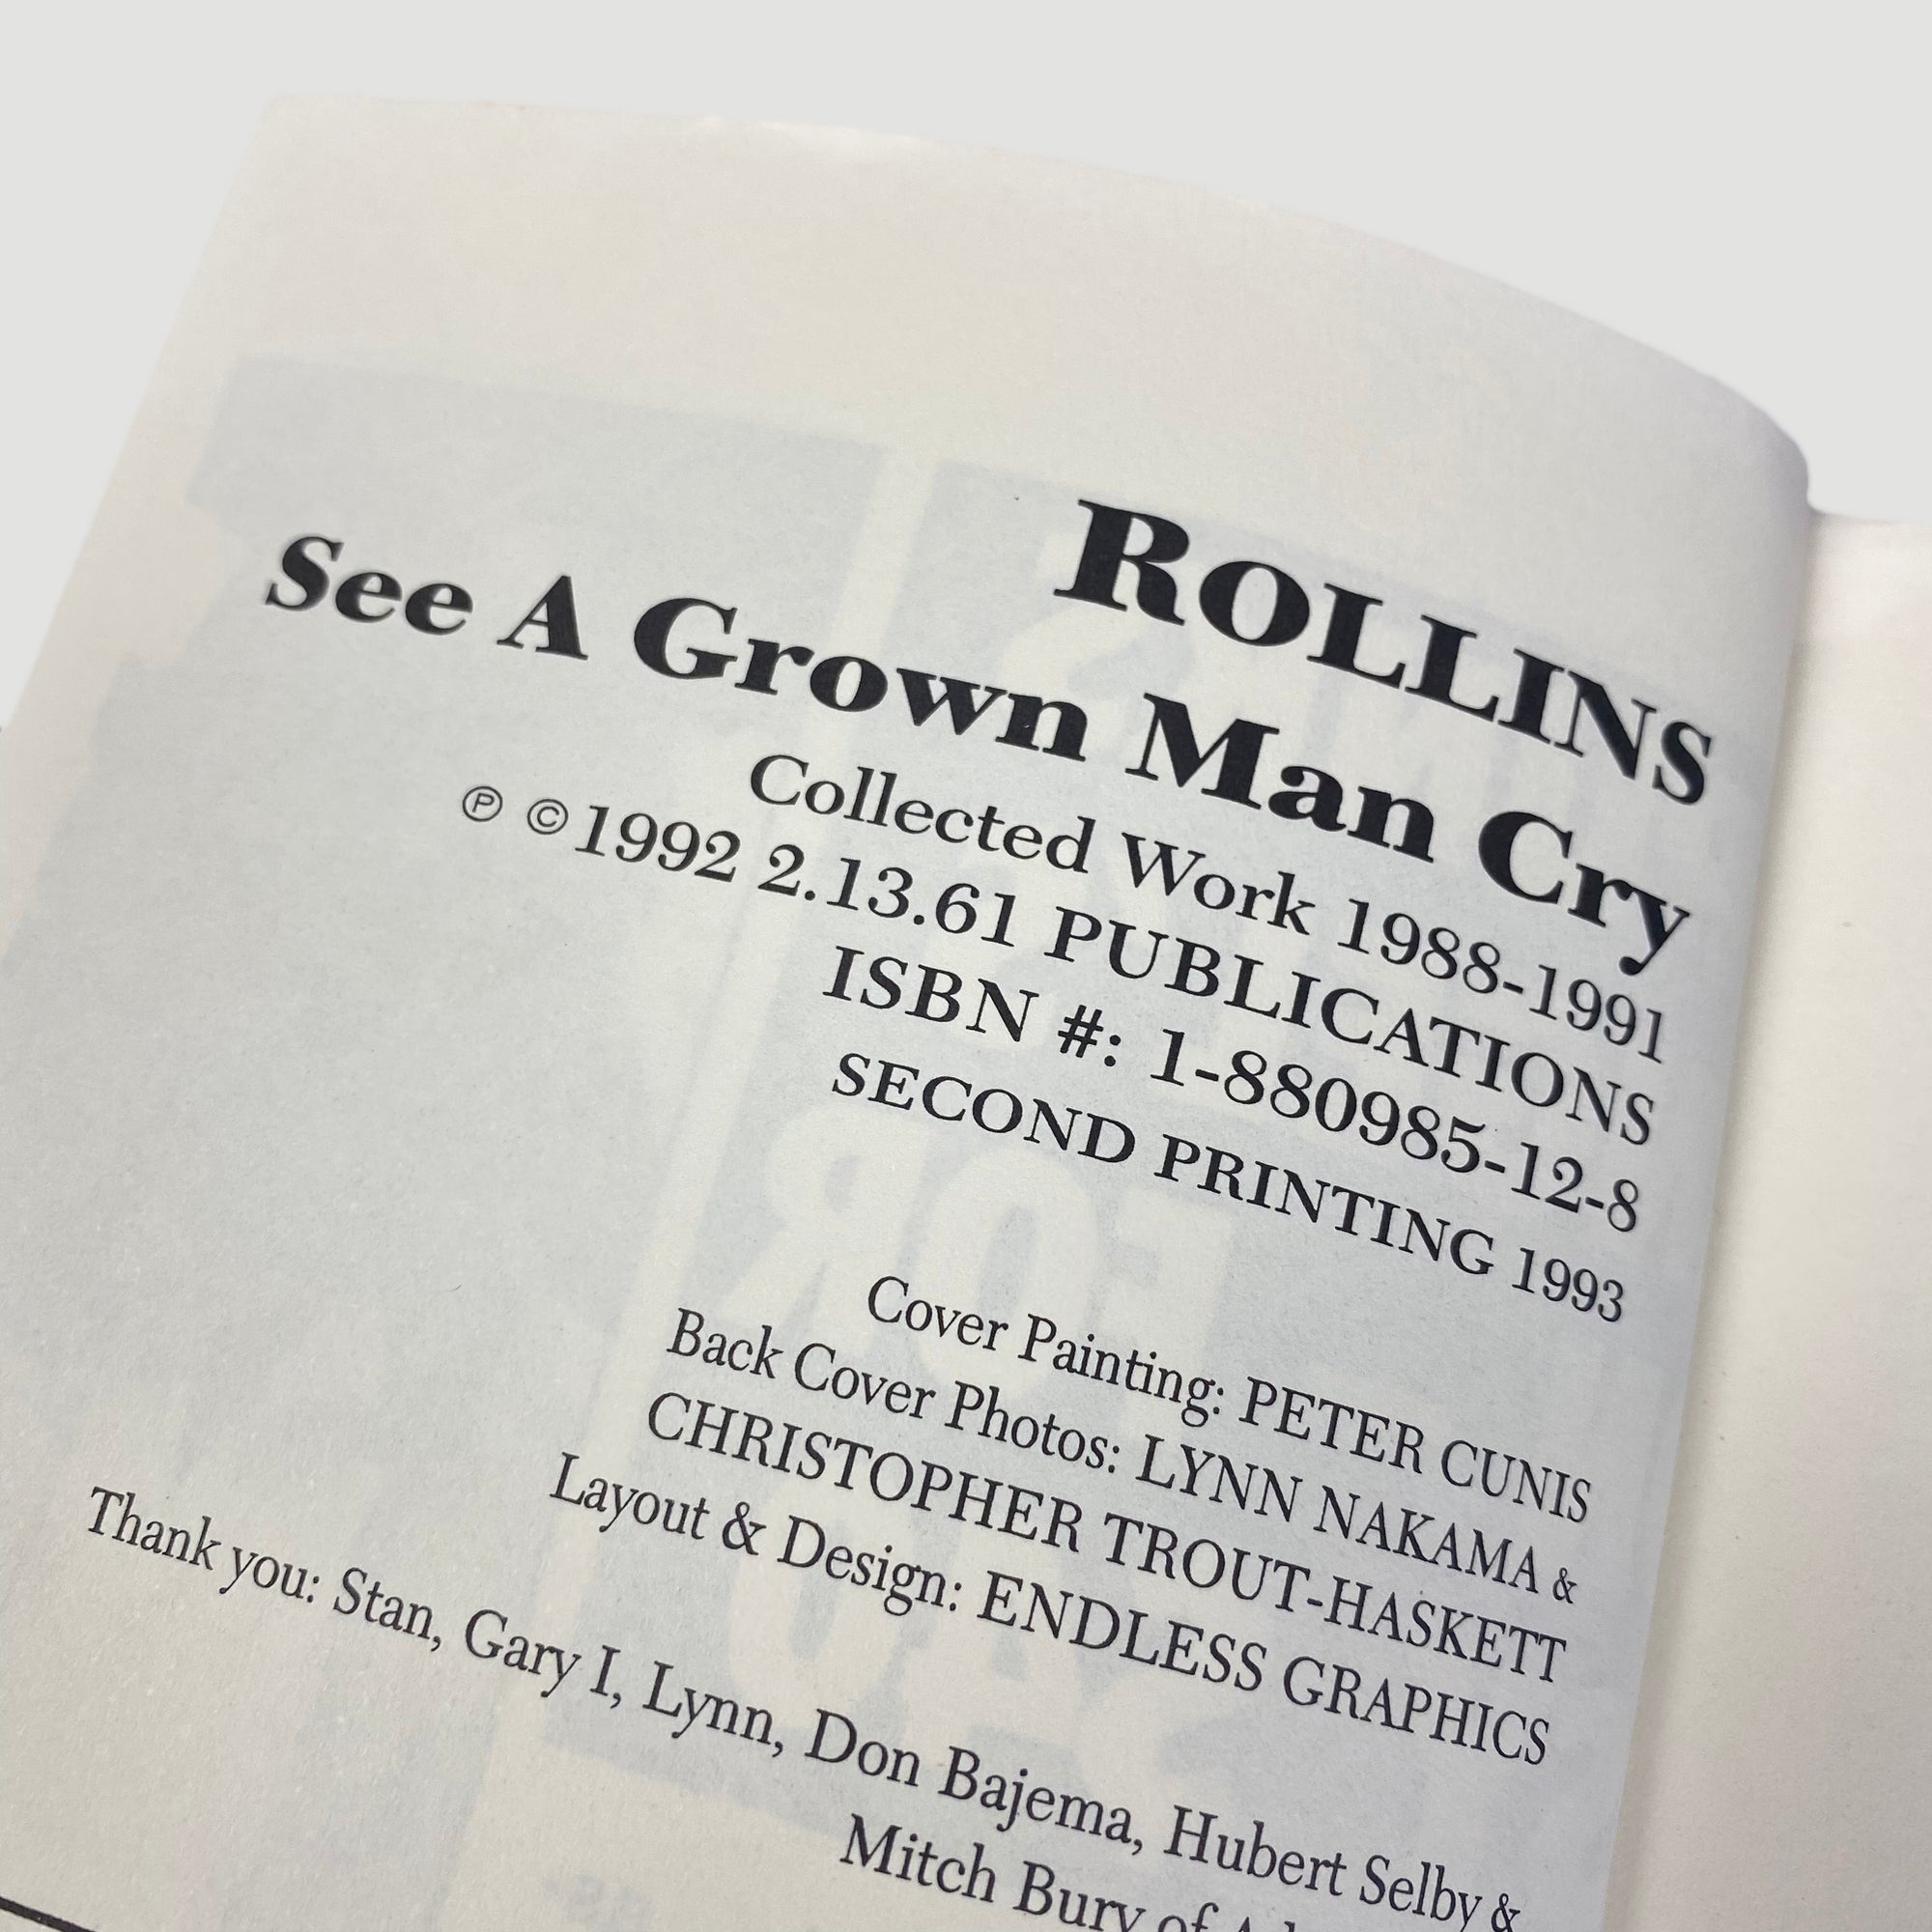 ROLLINS
See A Grown Man Cry
Collected Work 1988-1991
℗ ©1992 2.13.61 PUBLICATIONS
ISBN #: 1-880985-12-8
SECOND PRINTING 1993
Cover Painting: PETER CUNIS
Back Cover Photos: LYNN NAKAMA &
CHRISTOPHER TROUT-HASKETT
Layout & Design: ENDLESS GRAPHICS
Thank you: Stan, Gary I, Lynn, Don Bajema, Hubert Selby &
Mitch Bury of